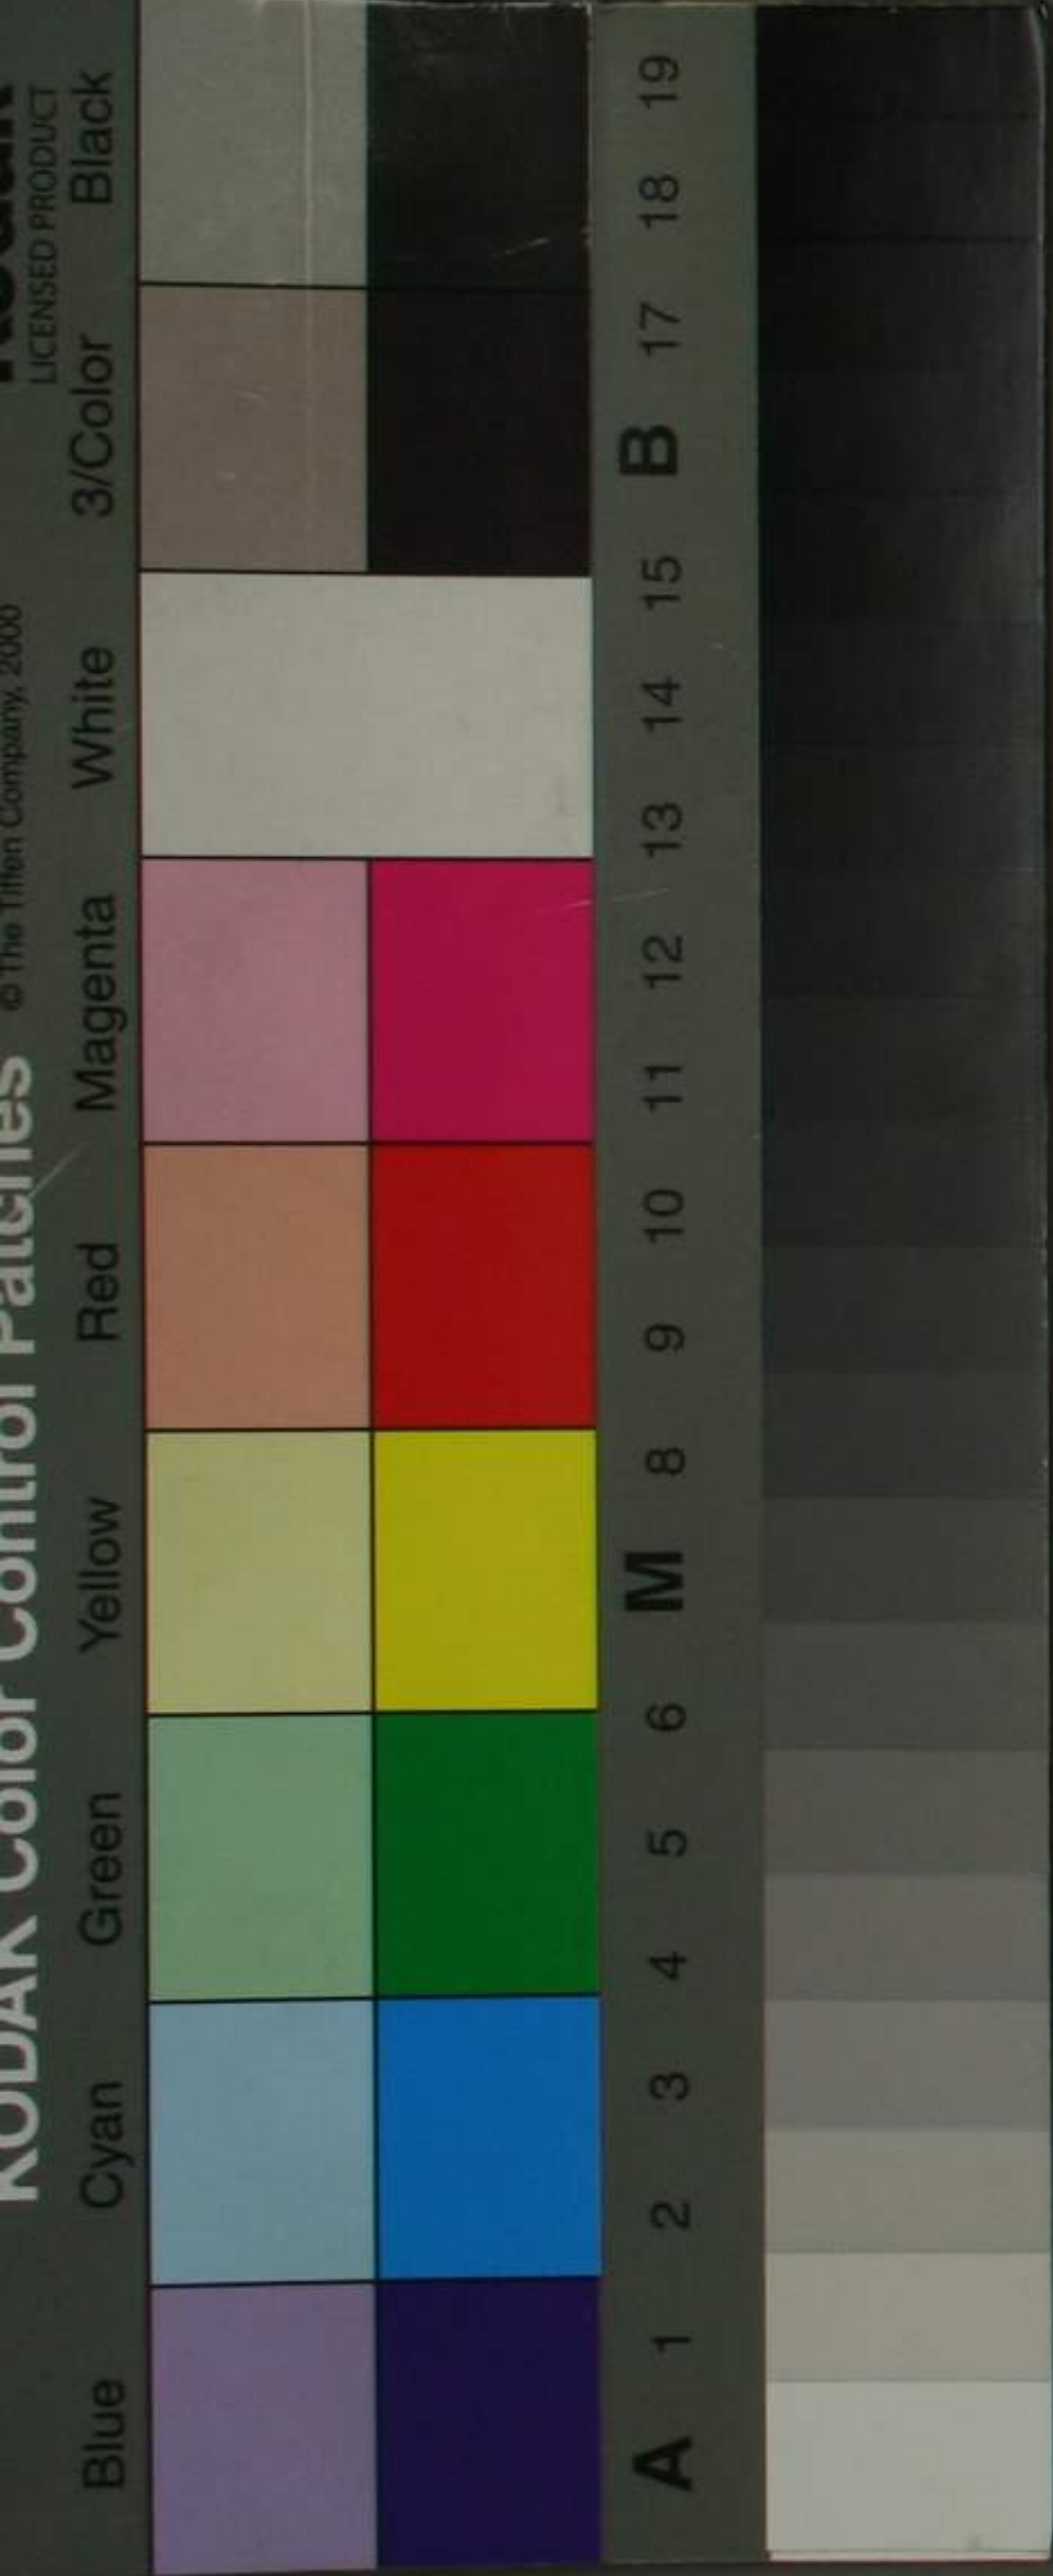 Kodak
LICENSED PRODUCT
KODAK Color Control Patches © The Tiffen Company, 2000
Blue Cyan Green Yellow Red Magenta White 3/Color Black
A 1 2 3 4 5 6 M 8 9 10 11 12 13 14 15 B 17 18 19